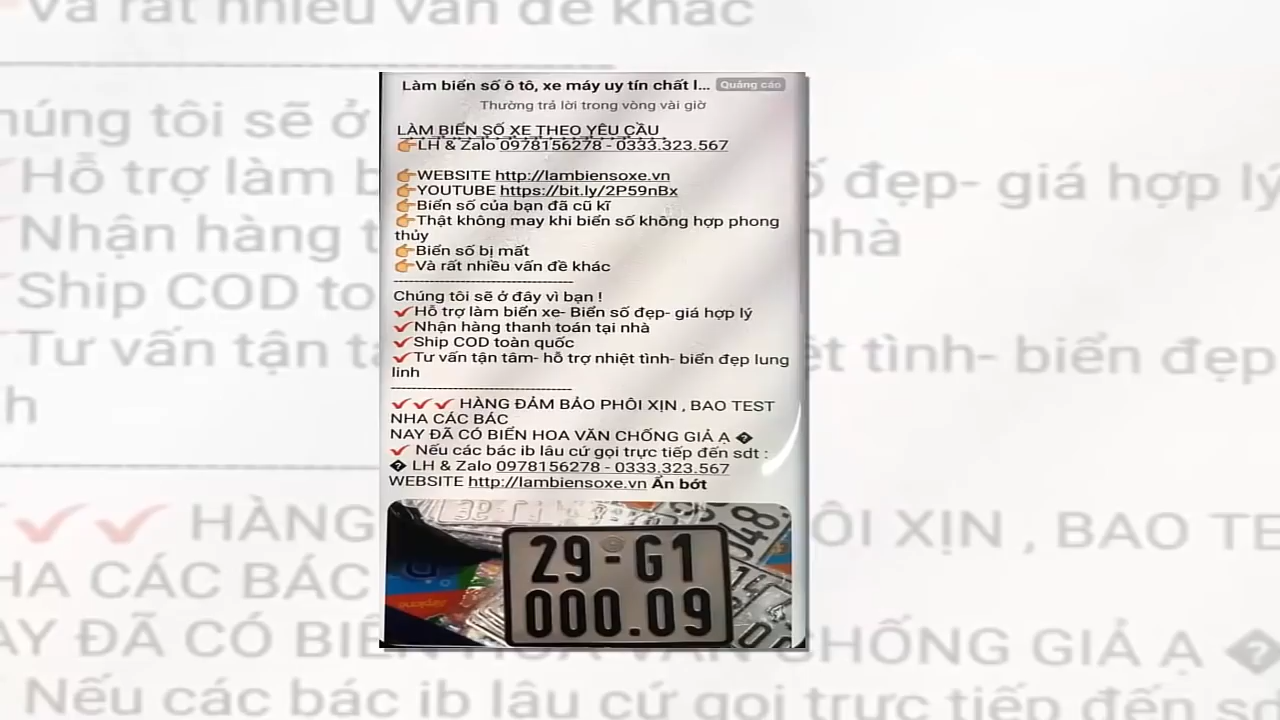 Làm biển số ô tô, xe máy uy tín chất l... Quảng cáo
Thường trả lời trong vòng vài giờ
LÀM BIỂN SỐ XE THEO YÊU CẦU
👉LH & Zalo 0978156278 - 0333.323.567
👉WEBSITE http://lambiensoxe.vn
👉YOUTUBE https://bit.ly/2P59nBx
👉Biển số của bạn đã cũ kĩ
👉Thật không may khi biển số không hợp phong
thủy
👉Biển số bị mất
👉Và rất nhiều vấn đề khác
----------------------------------
Chúng tôi sẽ ở đây vì bạn !
✔Hỗ trợ làm biển xe- Biển số đẹp- giá hợp lý
✔Nhận hàng thanh toán tại nhà
✔Ship COD toàn quốc
✔Tư vấn tận tâm- hỗ trợ nhiệt tình- biển đẹp lung
linh
----------------------------------
✔✔✔ HÀNG ĐẢM BẢO PHÔI XỊN , BAO TEST
NHA CÁC BÁC
NAY ĐÃ CÓ BIỂN HOA VĂN CHỐNG GIẢ Ạ �
✔ Nếu các bác ib lâu cứ gọi trực tiếp đến sdt :
� LH & Zalo 0978156278 - 0333.323.567
WEBSITE http://lambiensoxe.vn Ẩn bớt
29-G1
000.09